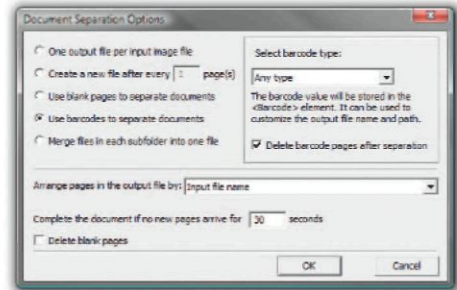 Document Separation Options
One output file per input image file
Create a new file after every page(s)
Use blank pages to separate documents
Use barcodes to separate documents
Merge files in each subfolder into one file
Select barcode type:
Any type
The barcode value will be stored in the
<Barcode> element. It can be used to
customize the output file name and path.
Delete barcode pages after separation
Arrange pages in the output file by: Input file name
Complete the document if no new pages arrive for 30 seconds
Delete blank pages
OK Cancel